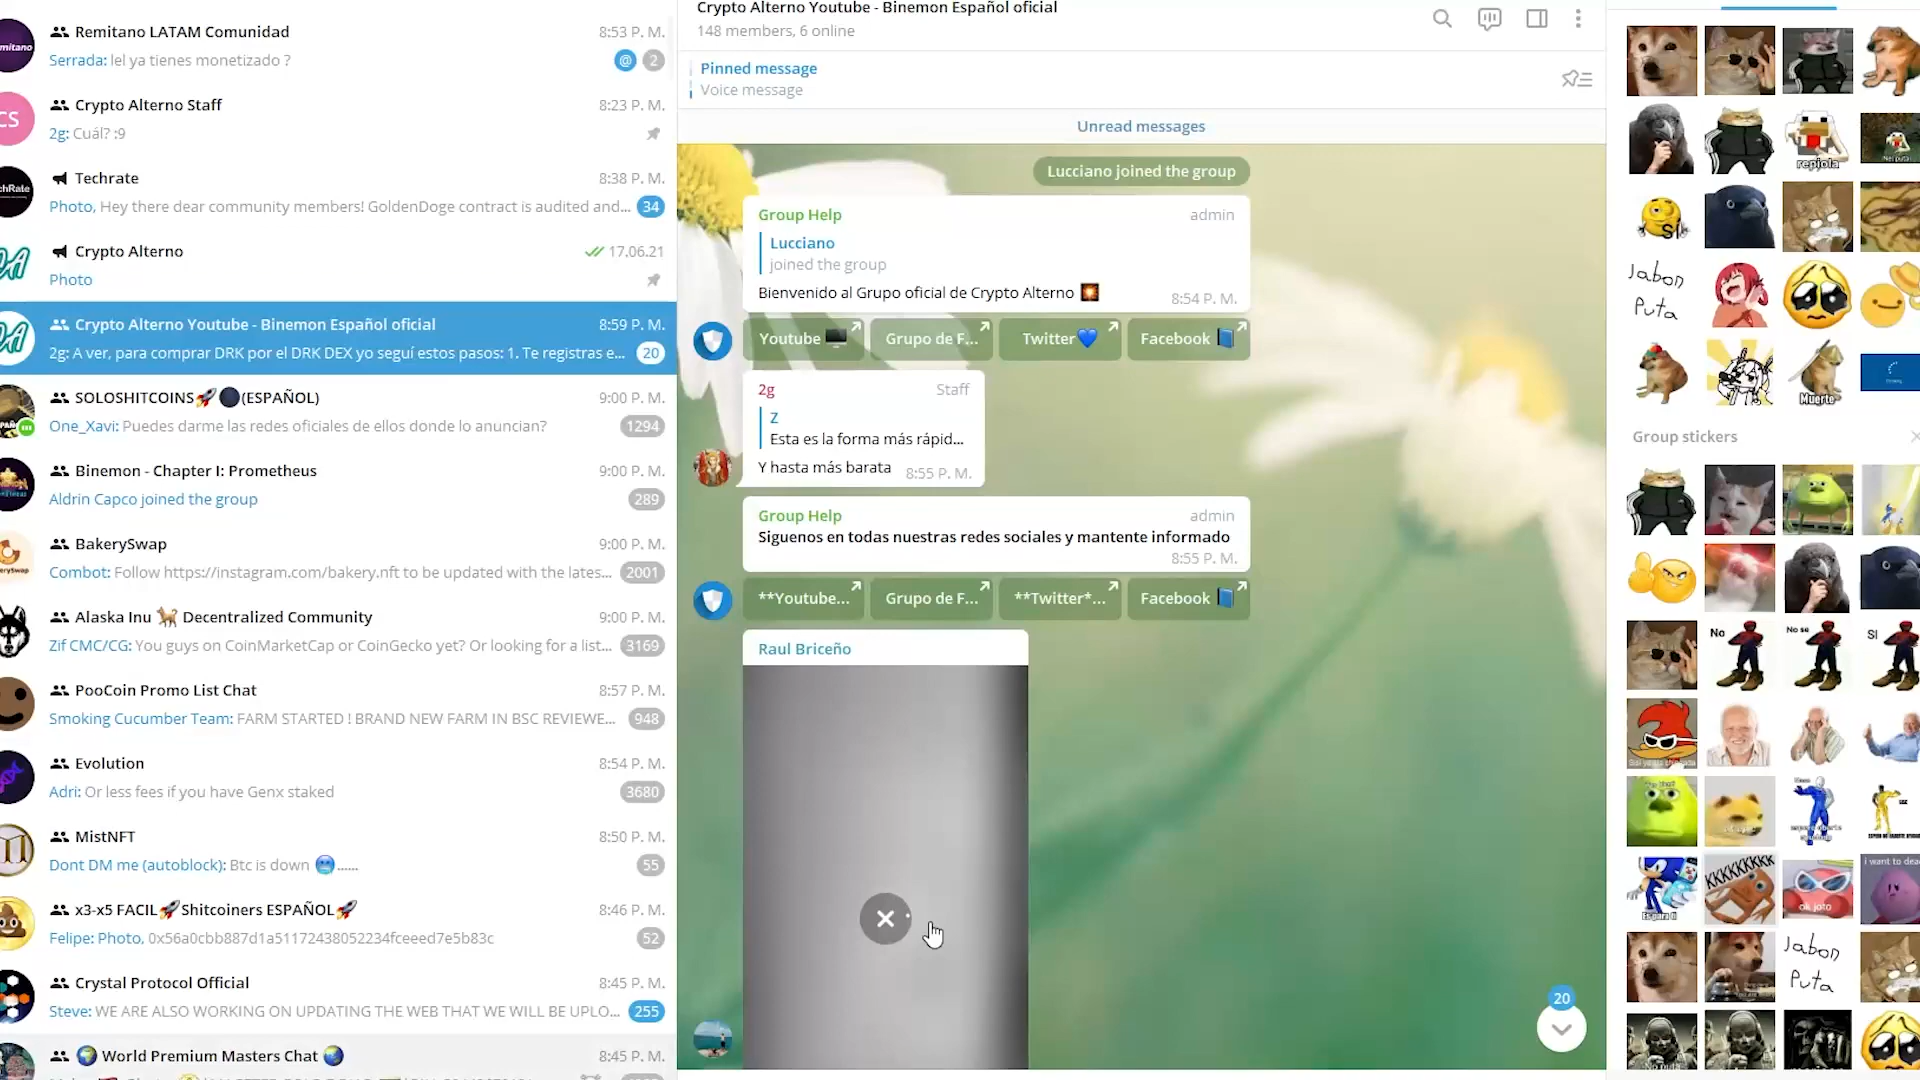 Remitano LATAM Comunidad
8:53 P. M.
Serrada: lel ya tienes monetizado ?
@ 2
CS
Crypto Alterno Staff
8:23 P. M.
2g: Cuál? :9
Techrate
8:38 P. M.
Photo, Hey there dear community members! GoldenDoge contract is audited and...
34
Crypto Alterno
17.06.21
Photo
Crypto Alterno Youtube - Binemon Español oficial
8:59 P. M.
2g: A ver, para comprar DRK por el DRK DEX yo seguí estos pasos: 1. Te registras e...
20
SOLOSHITCOINS🚀🌑(ESPAÑOL)
9:00 P. M.
One_Xavi: Puedes darme las redes oficiales de ellos donde lo anuncian?
1294
Binemon - Chapter I: Prometheus
9:00 P. M.
Aldrin Capco joined the group
289
BakerySwap
9:00 P. M.
Combot: Follow https://instagram.com/bakery.nft to be updated with the lates...
2001
Alaska Inu 🐕 Decentralized Community
9:00 P. M.
Zif CMC/CG: You guys on CoinMarketCap or CoinGecko yet? Or looking for a list...
3169
PooCoin Promo List Chat
8:57 P. M.
Smoking Cucumber Team: FARM STARTED ! BRAND NEW FARM IN BSC REVIEWE...
948
Evolution
8:54 P. M.
Adri: Or less fees if you have Genx staked
3680
MistNFT
8:50 P. M.
Dont DM me (autoblock): Btc is down 🥶......
55
x3-x5 FACIL🚀Shitcoiners ESPAÑOL🚀
8:46 P. M.
Felipe: Photo, 0x56a0cbb887d1a51172438052234fceeed7e5b83c
52
Crystal Protocol Official
8:45 P. M.
Steve: WE ARE ALSO WORKING ON UPDATING THE WEB THAT WE WILL BE UPLO...
255
🌍 World Premium Masters Chat 🌏
8:45 P. M.
Crypto Alterno Youtube - Binemon Español oficial
148 members, 6 online
Pinned message
Voice message
Unread messages
Lucciano joined the group
Group Help
admin
Lucciano
joined the group
Bienvenido al Grupo oficial de Crypto Alterno 💥
8:54 P. M.
Youtube 🖥️
Grupo de F...
Twitter💙
Facebook 📘
2g
Staff
Z
Esta es la forma más rápid...
Y hasta más barata
8:55 P. M.
Group Help
admin
Siguenos en todas nuestras redes sociales y mantente informado
8:55 P. M.
**Youtube...
Grupo de F...
**Twitter*...
Facebook 📘
Raul Briceño
20
repiola
SI
Jabon
Puta
Muerte
Group stickers
No
No se
SI
KKKKKKKK
ok joto
i want to dea
Jabon
Puta